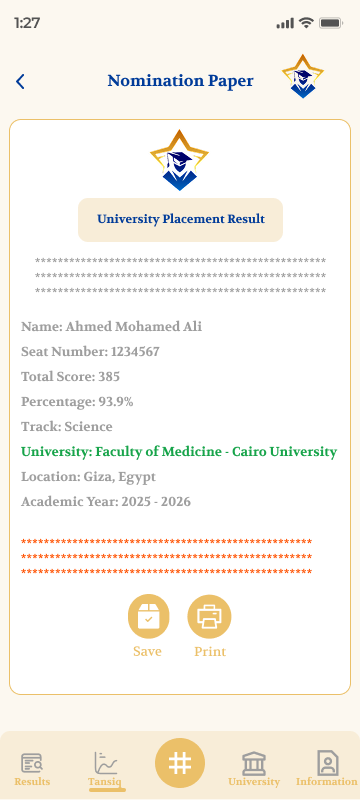 1:27
Nomination Paper
University Placement Result
***************************************************
***************************************************
***************************************************
Name: Ahmed Mohamed Ali
Seat Number: 1234567
Total Score: 385
Percentage: 93.9%
Track: Science
University: Faculty of Medicine - Cairo University
Location: Giza, Egypt
Academic Year: 2025 - 2026
***************************************************
***************************************************
***************************************************
Save Print
Results Tansiq # University Information